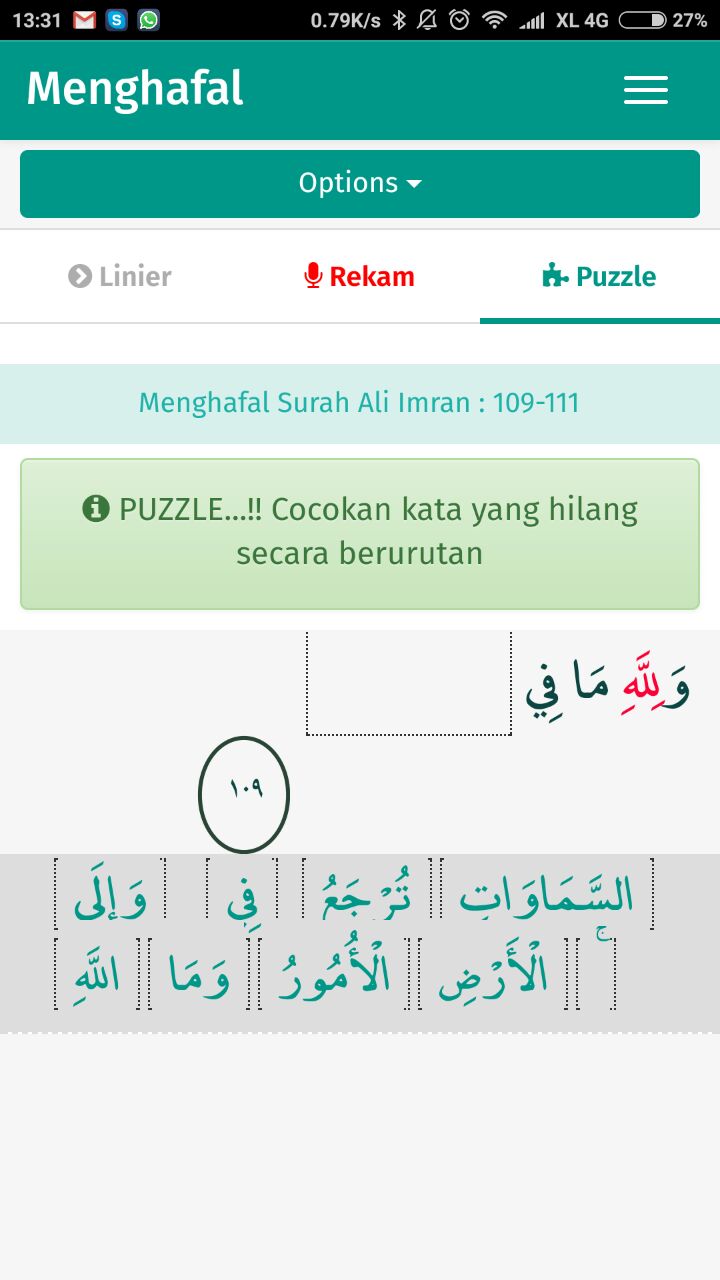 13:31 0.79K/s XL 4G 27%
Menghafal
Options
Linier Rekam Puzzle
Menghafal Surah Ali Imran : 109-111
PUZZLE...!! Cocokan kata yang hilang
secara berurutan
وَلِلَّهِ مَا فِي
١٠٩
السَّمَاوَاتِ تُرْجَعُ فِي وَإِلَى
ۚ الْأَرْضِ الْأُمُورُ وَمَا اللَّهِ